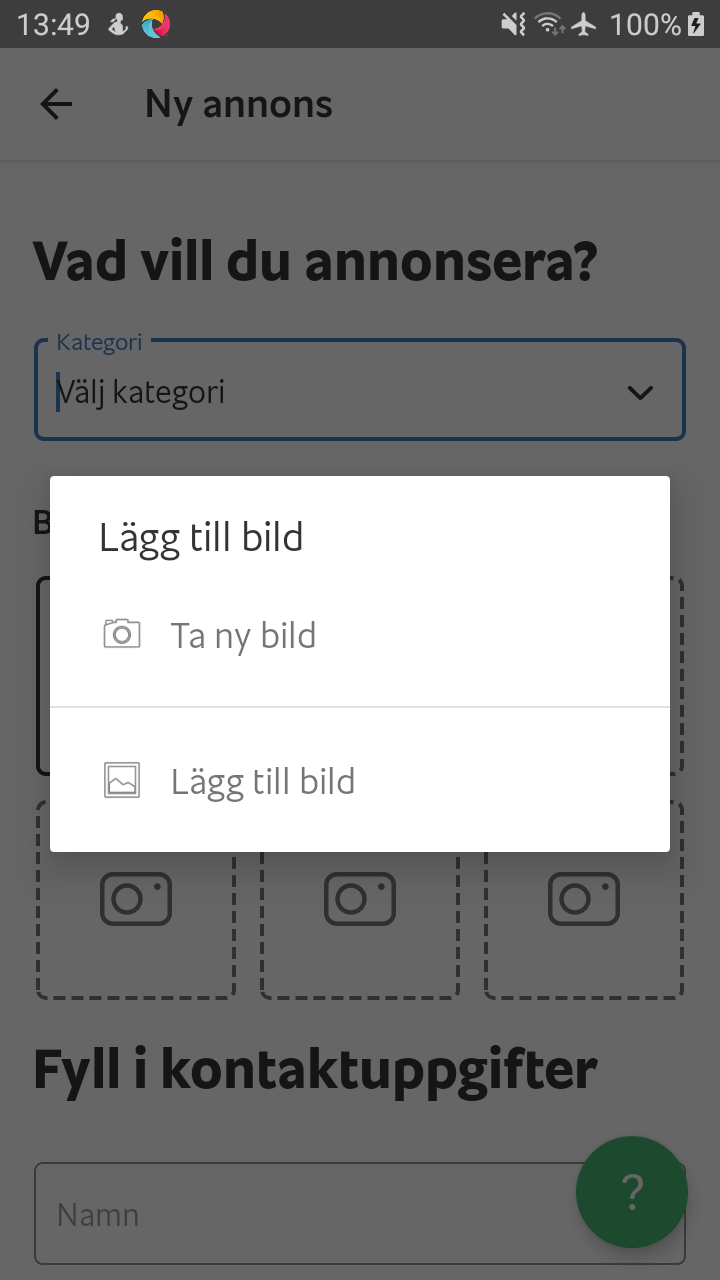 13:49
100%
Ny annons
Vad vill du annonsera?
Kategori
Välj kategori
B
Lägg till bild
Ta ny bild
Lägg till bild
Fyll i kontaktuppgifter
Namn
?